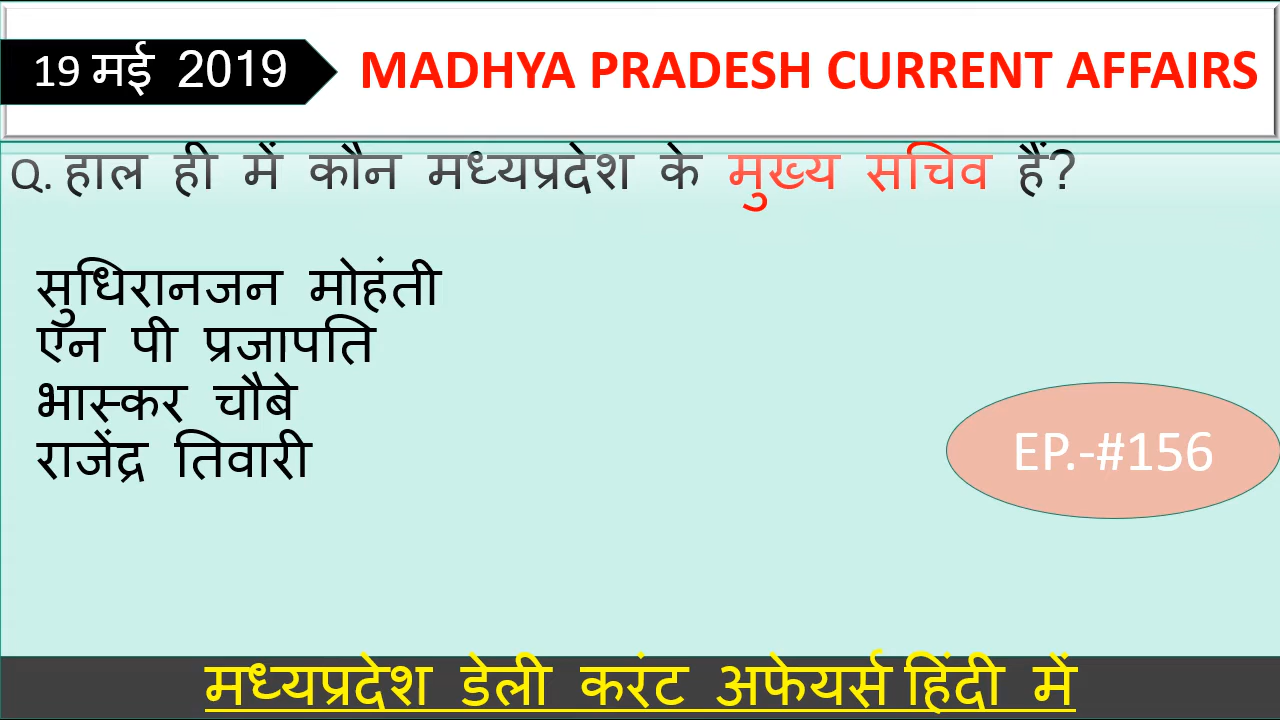 19 मई 2019
MADHYA PRADESH CURRENT AFFAIRS
Q. हाल ही में कौन मध्यप्रदेश के मुख्य सचिव हैं?
सुधिरानजन मोहंती
एन पी प्रजापति
भास्कर चौबे
राजेंद्र तिवारी
EP.-#156
मध्यप्रदेश डेली करंट अफेयर्स हिंदी में